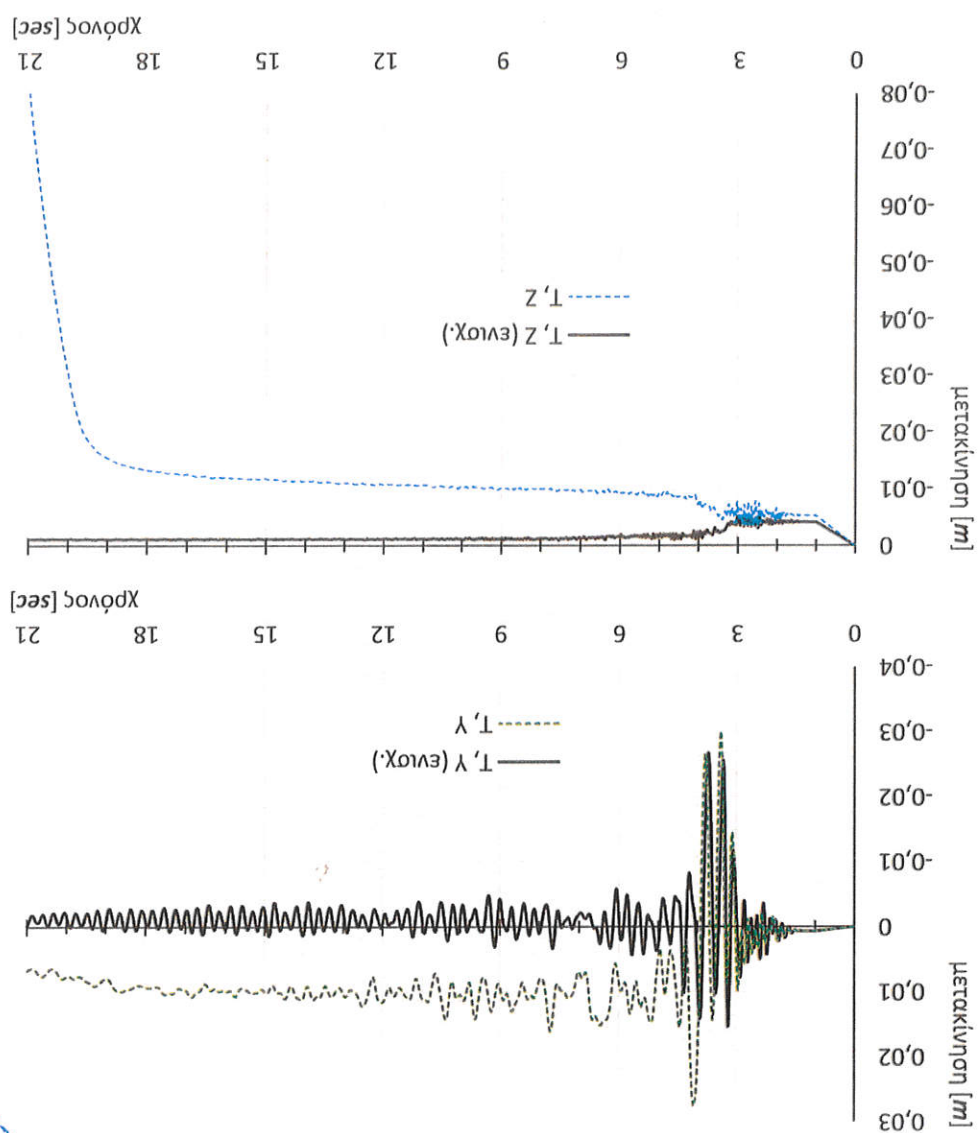 μετακίνηση [m]
0,03
0,02
0,01
0
-0,01
-0,02
-0,03
-0,04
T, Y (ενισχ.)
T, Y
0 3 6 9 12 15 18 21
χρόνος [sec]
μετακίνηση [m]
0
-0,01
-0,02
-0,03
-0,04
-0,05
-0,06
-0,07
-0,08
T, Z (ενισχ.)
T, Z
0 3 6 9 12 15 18 21
χρόνος [sec]